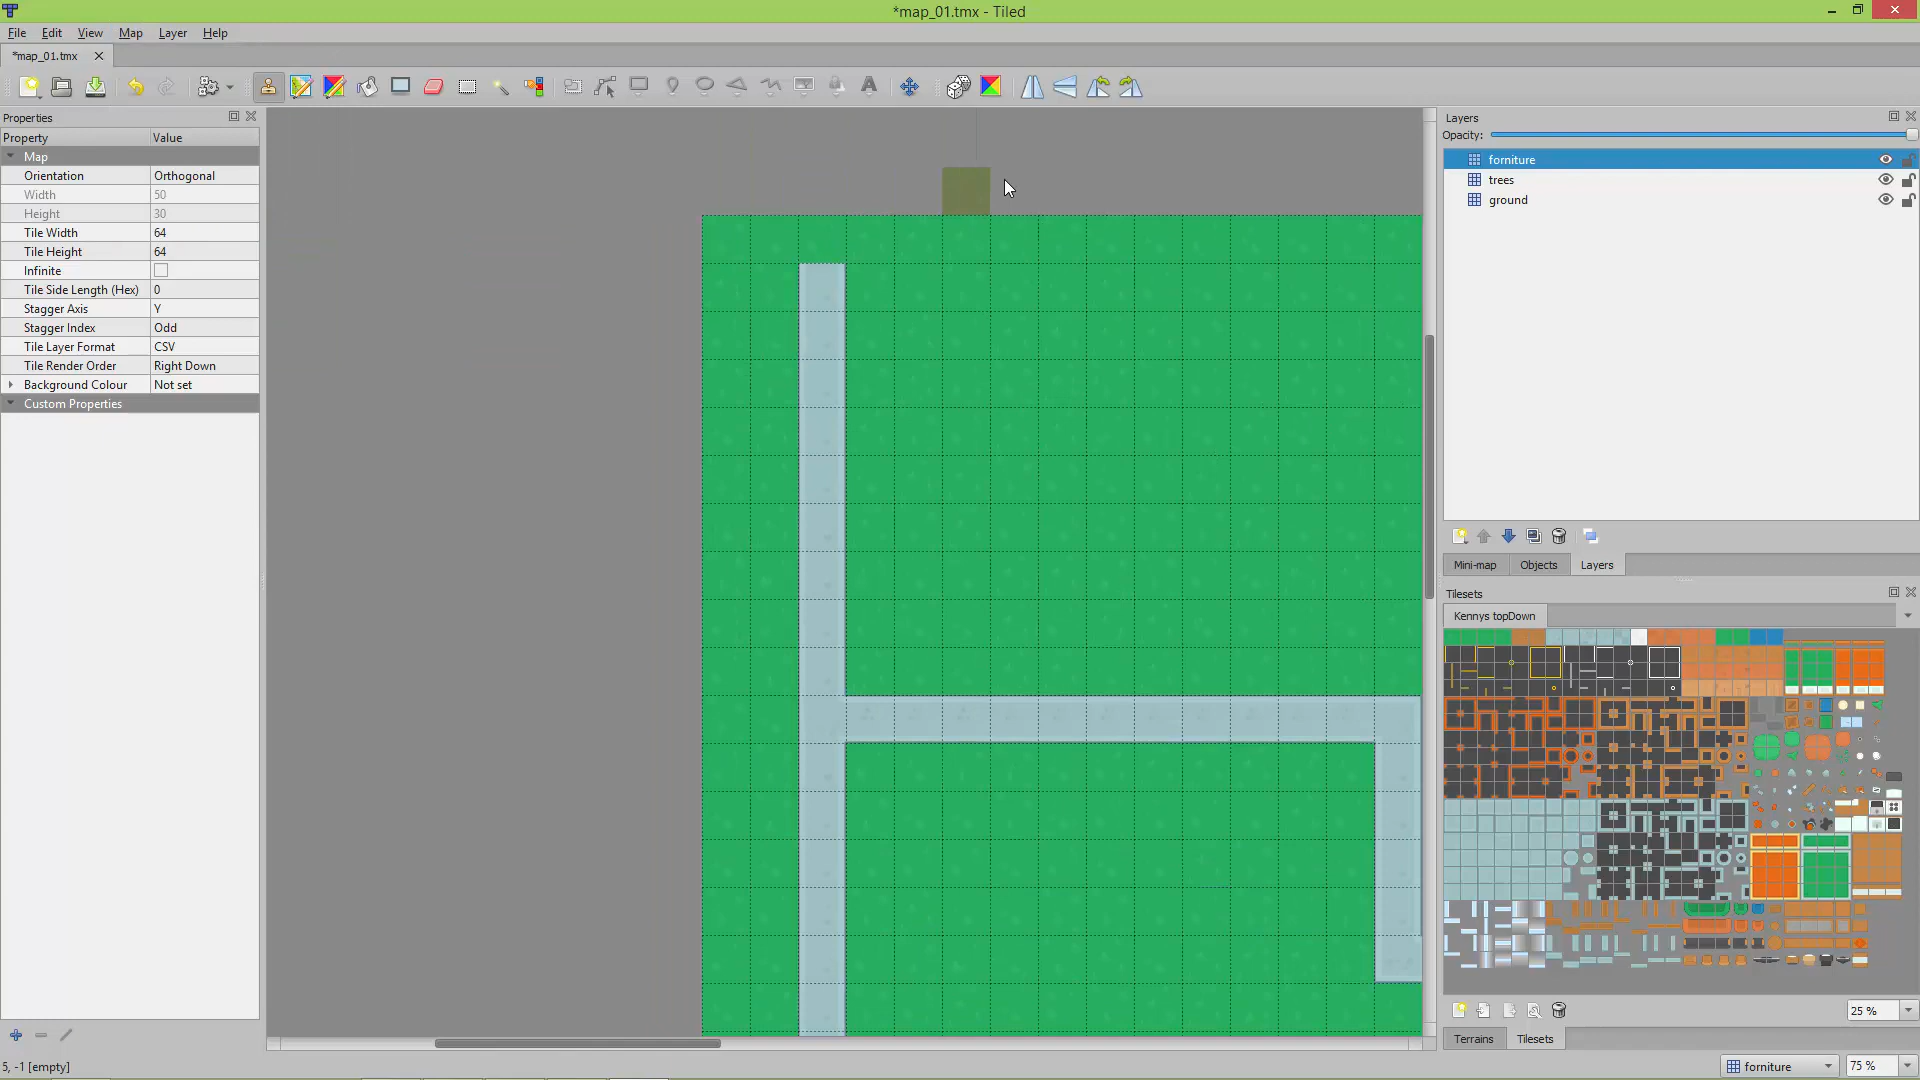 *map_01.tmx - Tiled
File Edit View Map Layer Help
*map_01.tmx
Properties
Property Value
Map
Orientation Orthogonal
Width 50
Height 30
Tile Width 64
Tile Height 64
Infinite
Tile Side Length (Hex) 0
Stagger Axis Y
Stagger Index Odd
Tile Layer Format CSV
Tile Render Order Right Down
Background Colour Not set
Custom Properties
Layers
Opacity:
forniture
trees
ground
Mini-map Objects Layers
Tilesets
Kennys topDown
25 %
Terrains Tilesets
5, -1 [empty]
forniture 75 %